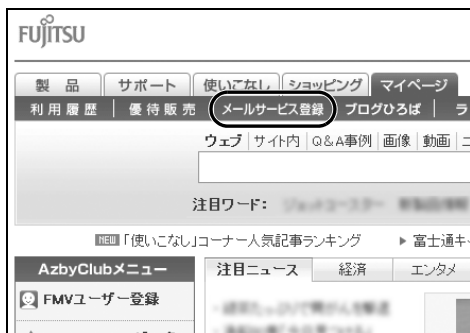 FUJITSU
製品 サポート 使いこなし ショッピング マイページ
利用履歴 | 優待販売 メールサービス登録 ブログひろば | ラ
ウェブ | サイト内 | Q&A事例 | 画像 | 動画 |
注目ワード:
NEW 「使いこなし」コーナー人気記事ランキング ▶ 富士通キ
AzbyClubメニュー 注目ニュース 経済 エンタメ
FMVユーザー登録